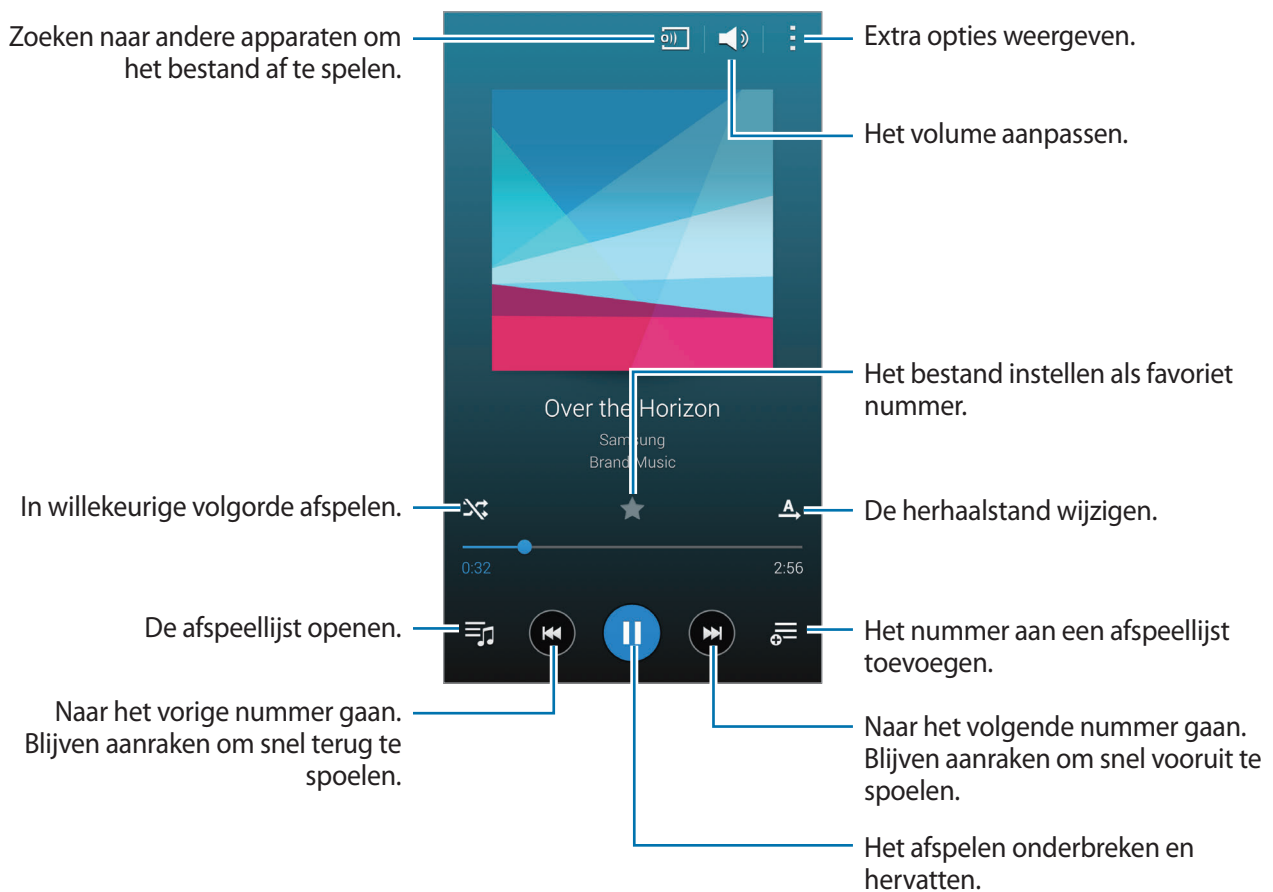 Zoeken naar andere apparaten om
het bestand af te spelen.
Extra opties weergeven.
Het volume aanpassen.
Het bestand instellen als favoriet
nummer.
Over the Horizon
Samsung
Brand Music
In willekeurige volgorde afspelen.
A
De herhaalstand wijzigen.
0:32
2:56
De afspeellijst openen.
Het nummer aan een afspeellijst
toevoegen.
Naar het vorige nummer gaan.
Blijven aanraken om snel terug te
spoelen.
Naar het volgende nummer gaan.
Blijven aanraken om snel vooruit te
spoelen.
Het afspelen onderbreken en
hervatten.